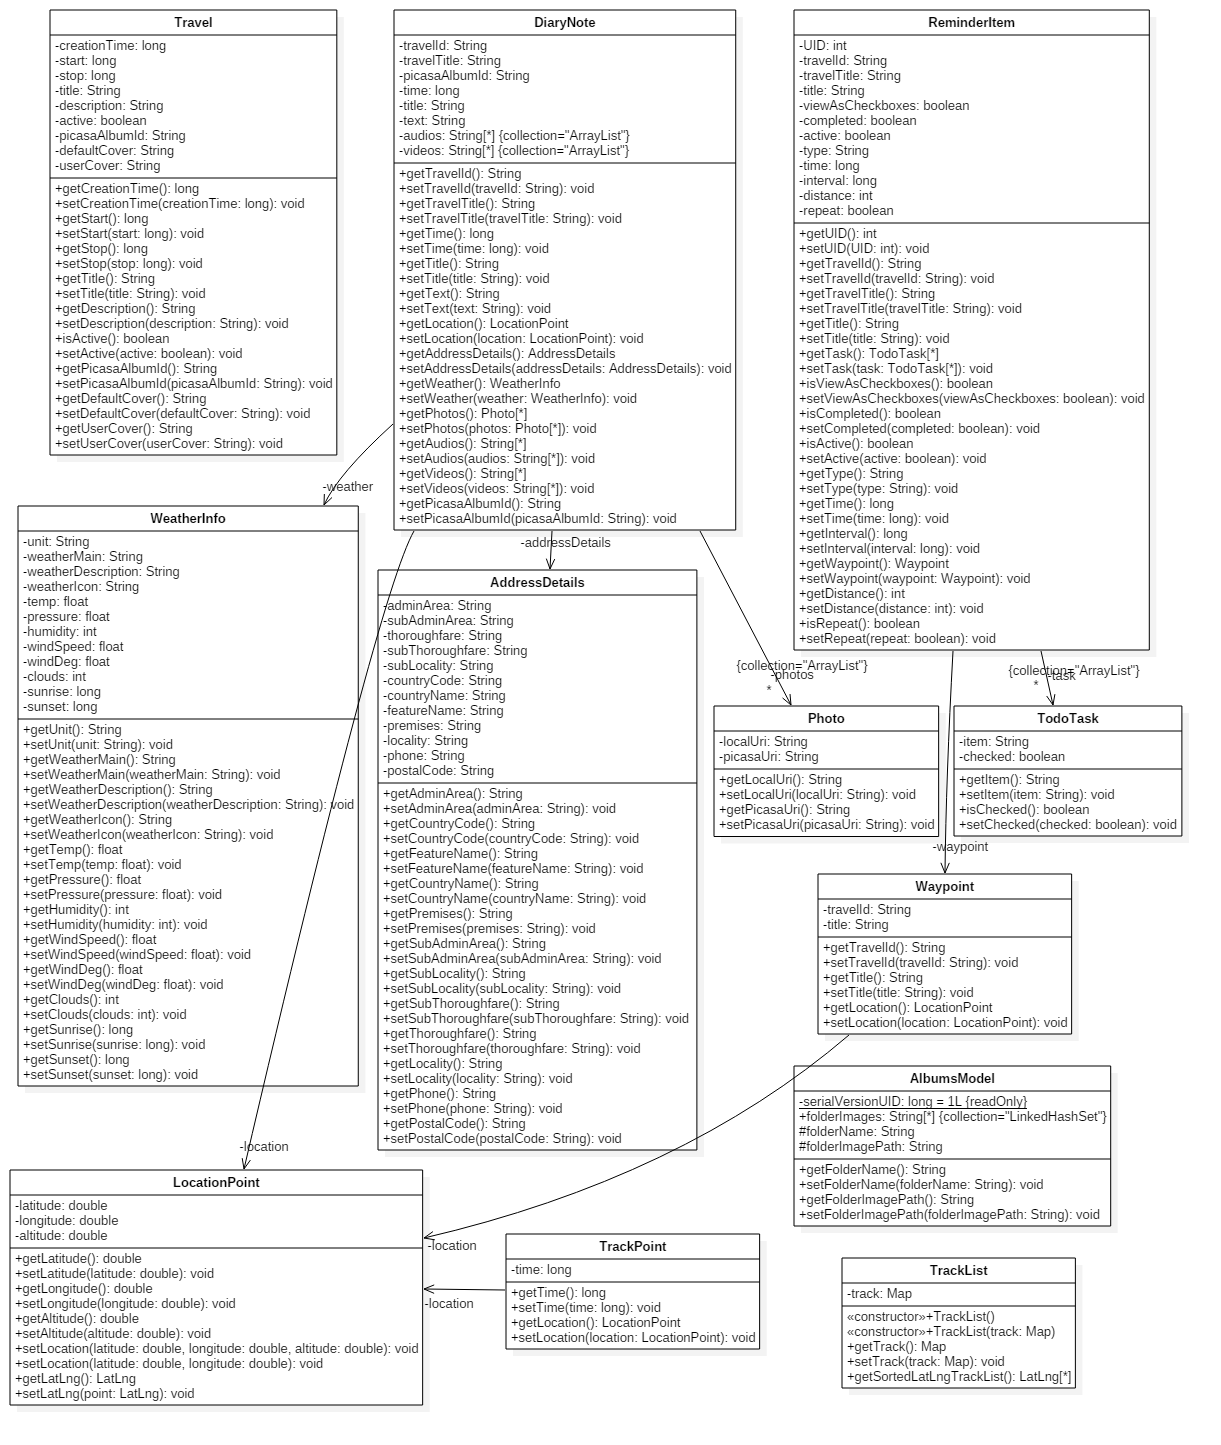 Travel
-creationTime: long
-start: long
-stop: long
-title: String
-description: String
-active: boolean
-picasaAlbumId: String
-defaultCover: String
-userCover: String
+getCreationTime(): long
+setCreationTime(creationTime: long): void
+getStart(): long
+setStart(start: long): void
+getStop(): long
+setStop(stop: long): void
+getTitle(): String
+setTitle(title: String): void
+getDescription(): String
+setDescription(description: String): void
+isActive(): boolean
+setActive(active: boolean): void
+getPicasaAlbumId(): String
+setPicasaAlbumId(picasaAlbumId: String): void
+getDefaultCover(): String
+setDefaultCover(defaultCover: String): void
+getUserCover(): String
+setUserCover(userCover: String): void
DiaryNote
-travelId: String
-travelTitle: String
-picasaAlbumId: String
-time: long
-title: String
-text: String
-audios: String[*] {collection="ArrayList"}
-videos: String[*] {collection="ArrayList"}
+getTravelId(): String
+setTravelId(travelId: String): void
+getTravelTitle(): String
+setTravelTitle(travelTitle: String): void
+getTime(): long
+setTime(time: long): void
+getTitle(): String
+setTitle(title: String): void
+getText(): String
+setText(text: String): void
+getLocation(): LocationPoint
+setLocation(location: LocationPoint): void
+getAddressDetails(): AddressDetails
+setAddressDetails(addressDetails: AddressDetails): void
+getWeather(): WeatherInfo
+setWeather(weather: WeatherInfo): void
+getPhotos(): Photo[*]
+setPhotos(photos: Photo[*]): void
+getAudios(): String[*]
+setAudios(audios: String[*]): void
+getVideos(): String[*]
+setVideos(videos: String[*]): void
+getPicasaAlbumId(): String
+setPicasaAlbumId(picasaAlbumId: String): void
ReminderItem
-UID: int
-travelId: String
-travelTitle: String
-title: String
-viewAsCheckboxes: boolean
-completed: boolean
-active: boolean
-type: String
-time: long
-interval: long
-distance: int
-repeat: boolean
+getUID(): int
+setUID(UID: int): void
+getTravelId(): String
+setTravelId(travelId: String): void
+getTravelTitle(): String
+setTravelTitle(travelTitle: String): void
+getTitle(): String
+setTitle(title: String): void
+getTask(): TodoTask[*]
+setTask(task: TodoTask[*]): void
+isViewAsCheckboxes(): boolean
+setViewAsCheckboxes(viewAsCheckboxes: boolean): void
+isCompleted(): boolean
+setCompleted(completed: boolean): void
+isActive(): boolean
+setActive(active: boolean): void
+getType(): String
+setType(type: String): void
+getTime(): long
+setTime(time: long): void
+getInterval(): long
+setInterval(interval: long): void
+getWaypoint(): Waypoint
+setWaypoint(waypoint: Waypoint): void
+getDistance(): int
+setDistance(distance: int): void
+isRepeat(): boolean
+setRepeat(repeat: boolean): void
-weather
-addressDetails
{collection="ArrayList"}
-photos
*
{collection="ArrayList"}
-task
*
WeatherInfo
-unit: String
-weatherMain: String
-weatherDescription: String
-weatherIcon: String
-temp: float
-pressure: float
-humidity: int
-windSpeed: float
-windDeg: float
-clouds: int
-sunrise: long
-sunset: long
+getUnit(): String
+setUnit(unit: String): void
+getWeatherMain(): String
+setWeatherMain(weatherMain: String): void
+getWeatherDescription(): String
+setWeatherDescription(weatherDescription: String): void
+getWeatherIcon(): String
+setWeatherIcon(weatherIcon: String): void
+getTemp(): float
+setTemp(temp: float): void
+getPressure(): float
+setPressure(pressure: float): void
+getHumidity(): int
+setHumidity(humidity: int): void
+getWindSpeed(): float
+setWindSpeed(windSpeed: float): void
+getWindDeg(): float
+setWindDeg(windDeg: float): void
+getClouds(): int
+setClouds(clouds: int): void
+getSunrise(): long
+setSunrise(sunrise: long): void
+getSunset(): long
+setSunset(sunset: long): void
AddressDetails
-adminArea: String
-subAdminArea: String
-thoroughfare: String
-subThoroughfare: String
-subLocality: String
-countryCode: String
-countryName: String
-featureName: String
-premises: String
-locality: String
-phone: String
-postalCode: String
+getAdminArea(): String
+setAdminArea(adminArea: String): void
+getCountryCode(): String
+setCountryCode(countryCode: String): void
+getFeatureName(): String
+setFeatureName(featureName: String): void
+getCountryName(): String
+setCountryName(countryName: String): void
+getPremises(): String
+setPremises(premises: String): void
+getSubAdminArea(): String
+setSubAdminArea(subAdminArea: String): void
+getSubLocality(): String
+setSubLocality(subLocality: String): void
+getSubThoroughfare(): String
+setSubThoroughfare(subThoroughfare: String): void
+getThoroughfare(): String
+setThoroughfare(thoroughfare: String): void
+getLocality(): String
+setLocality(locality: String): void
+getPhone(): String
+setPhone(phone: String): void
+getPostalCode(): String
+setPostalCode(postalCode: String): void
Photo
-localUri: String
-picasaUri: String
+getLocalUri(): String
+setLocalUri(localUri: String): void
+getPicasaUri(): String
+setPicasaUri(picasaUri: String): void
TodoTask
-item: String
-checked: boolean
+getItem(): String
+setItem(item: String): void
+isChecked(): boolean
+setChecked(checked: boolean): void
-waypoint
Waypoint
-travelId: String
-title: String
+getTravelId(): String
+setTravelId(travelId: String): void
+getTitle(): String
+setTitle(title: String): void
+getLocation(): LocationPoint
+setLocation(location: LocationPoint): void
AlbumsModel
-serialVersionUID: long = 1L {readOnly}
+folderImages: String[*] {collection="LinkedHashSet"}
#folderName: String
#folderImagePath: String
+getFolderName(): String
+setFolderName(folderName: String): void
+getFolderImagePath(): String
+setFolderImagePath(folderImagePath: String): void
-location
LocationPoint
-latitude: double
-longitude: double
-altitude: double
+getLatitude(): double
+setLatitude(latitude: double): void
+getLongitude(): double
+setLongitude(longitude: double): void
+getAltitude(): double
+setAltitude(altitude: double): void
+setLocation(latitude: double, longitude: double, altitude: double): void
+setLocation(latitude: double, longitude: double): void
+getLatLng(): LatLng
+setLatLng(point: LatLng): void
-location
-location
TrackPoint
-time: long
+getTime(): long
+setTime(time: long): void
+getLocation(): LocationPoint
+setLocation(location: LocationPoint): void
TrackList
-track: Map
«constructor»+TrackList()
«constructor»+TrackList(track: Map)
+getTrack(): Map
+setTrack(track: Map): void
+getSortedLatLngTrackList(): LatLng[*]